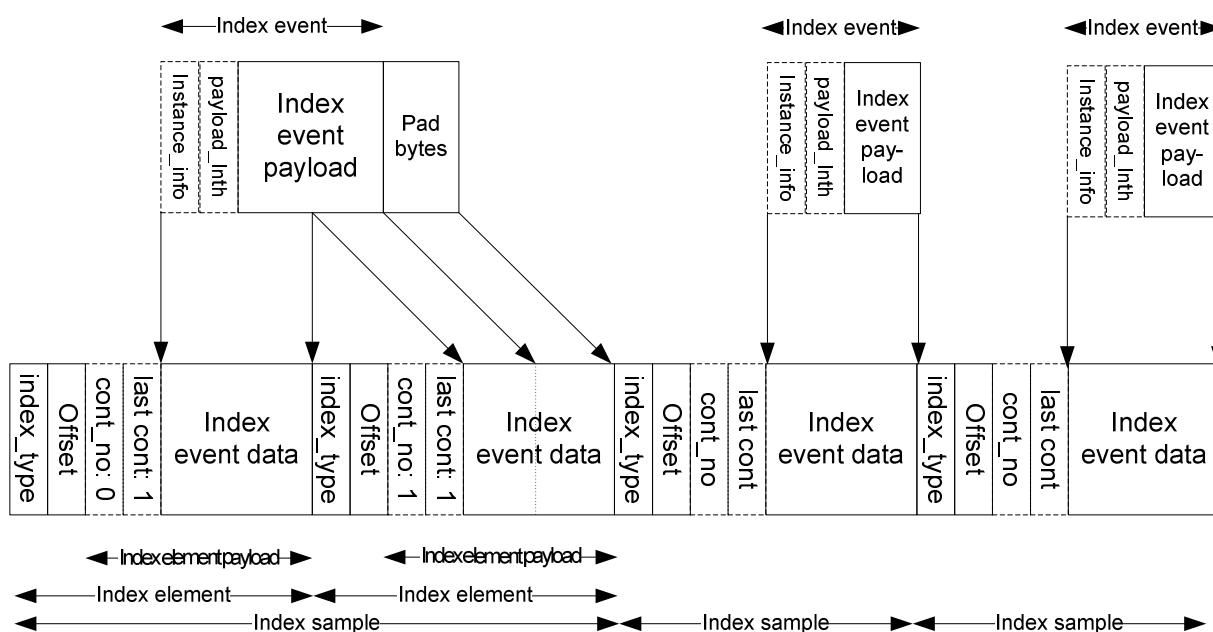 Index event
Index event
Index event
Instance_info
payload_lnth
Index
event
payload
Pad
bytes
Instance_info
payload_lnth
Index
event
pay-
load
Instance_info
payload_lnth
Index
event
pay-
load
index_type
Offset
cont_no: 0
last cont: 1
Index
event data
index_type
Offset
cont_no: 1
last cont: 1
Index
event data
index_type
Offset
cont_no
last cont
Index
event data
index_type
Offset
cont_no
last cont
Index
event data
Index element payload
Index element payload
Index element
Index element
Index sample
Index sample
Index sample